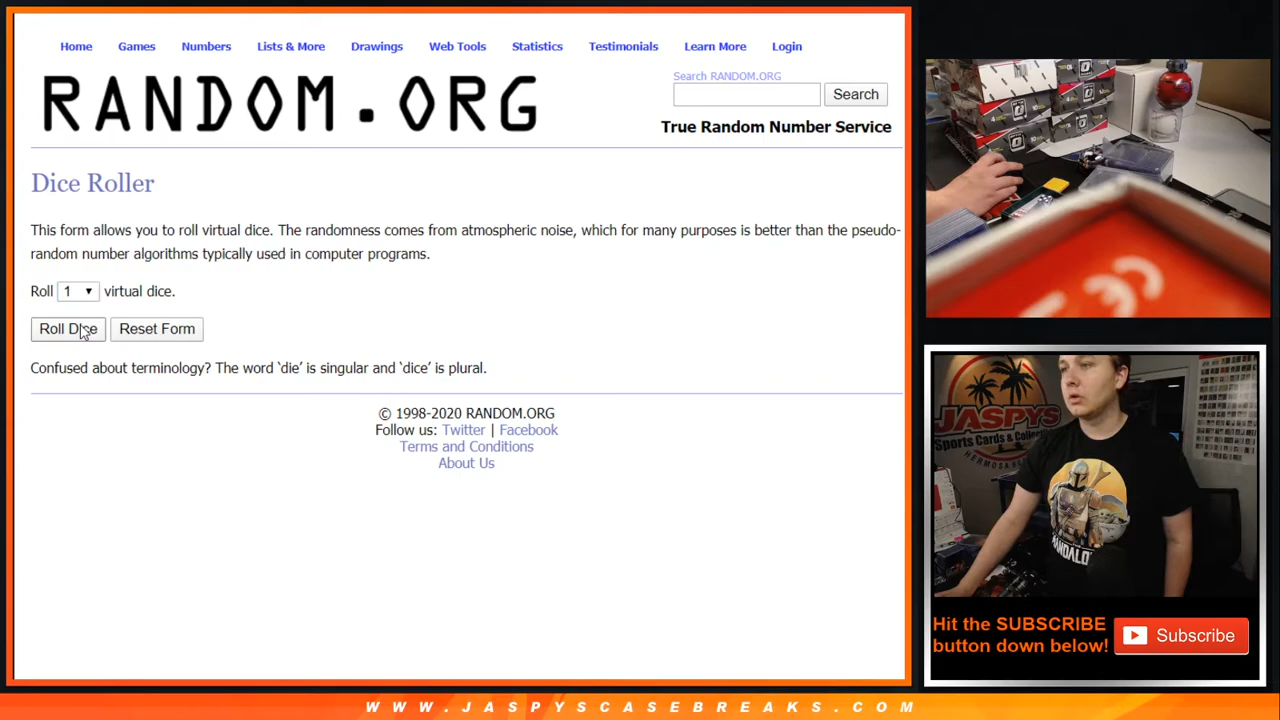 Home Games Numbers Lists & More Drawings Web Tools Statistics Testimonials Learn More Login
RANDOM.ORG
Search RANDOM.ORG
Search
True Random Number Service
Dice Roller
This form allows you to roll virtual dice. The randomness comes from atmospheric noise, which for many purposes is better than the pseudo-
random number algorithms typically used in computer programs.
Roll 1 virtual dice.
Roll Dice Reset Form
Confused about terminology? The word ‘die’ is singular and ‘dice’ is plural.
© 1998-2020 RANDOM.ORG
Follow us: Twitter | Facebook
Terms and Conditions
About Us
JASPYS
Sports Cards & Collectib
HERMOSA BEA
MANDALO
Hit the SUBSCRIBE
button down below!
Subscribe
WWW.JASPYSCASEBREAKS.COM